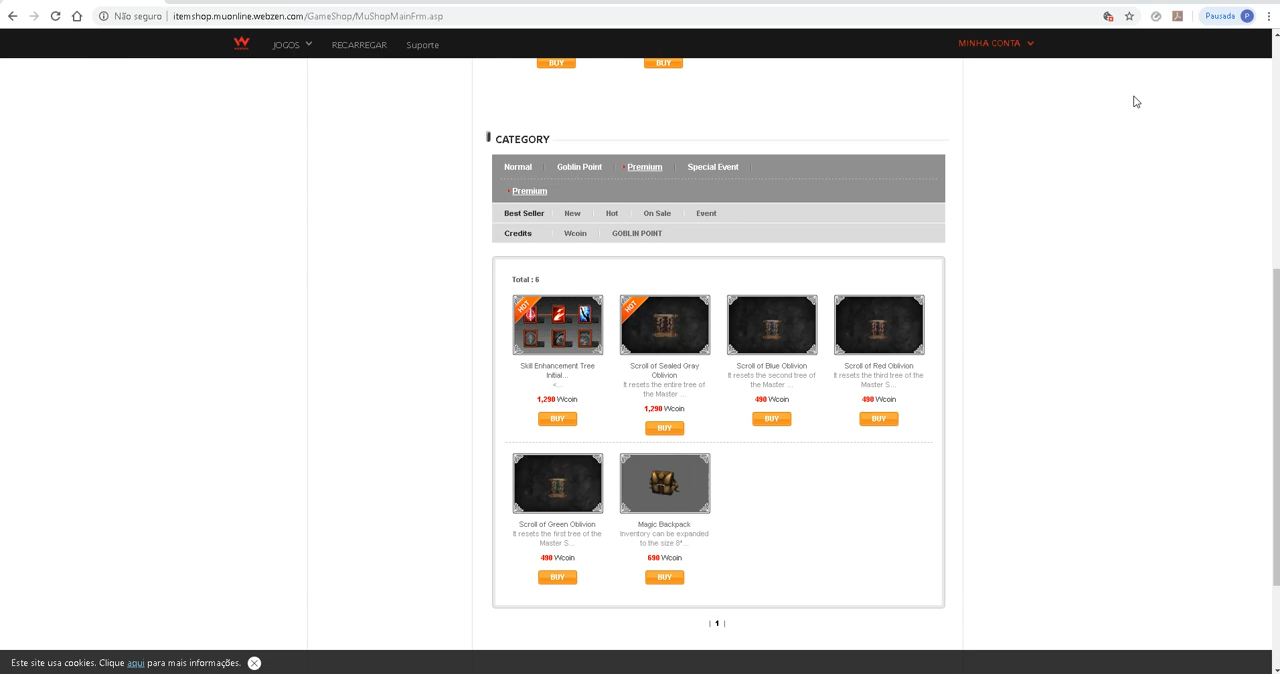 Não seguro
itemshop.muonline.webzen.com/GameShop/MuShopMainFrm.asp
Pausada
P
JOGOS
RECARREGAR
Suporte
MINHA CONTA
BUY
BUY
CATEGORY
Normal
Goblin Point
Premium
Special Event
Premium
Best Seller
New
Hot
On Sale
Event
Credits
Wcoin
GOBLIN POINT
Total : 6
HOT
HOT
Skill Enhancement Tree
Initial...
<...
1,290 Wcoin
BUY
Scroll of Sealed Gray
Oblivion
It resets the entire tree of
the Master ...
1,290 Wcoin
BUY
Scroll of Blue Oblivion
It resets the second tree of
the Master ...
490 Wcoin
BUY
Scroll of Red Oblivion
It resets the third tree of the
Master S...
490 Wcoin
BUY
Scroll of Green Oblivion
It resets the first tree of the
Master S...
490 Wcoin
BUY
Magic Backpack
Inventory can be expanded
to the size 8*...
690 Wcoin
BUY
| 1 |
Este site usa cookies. Clique aqui para mais informações.